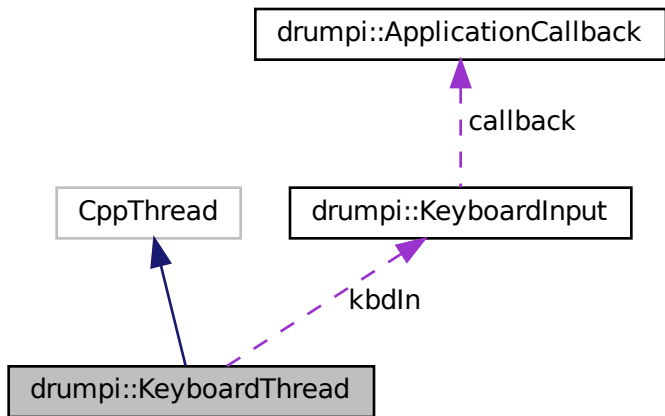 drumpi::ApplicationCallback
callback
CppThread
drumpi::KeyboardInput
kbdIn
drumpi::KeyboardThread